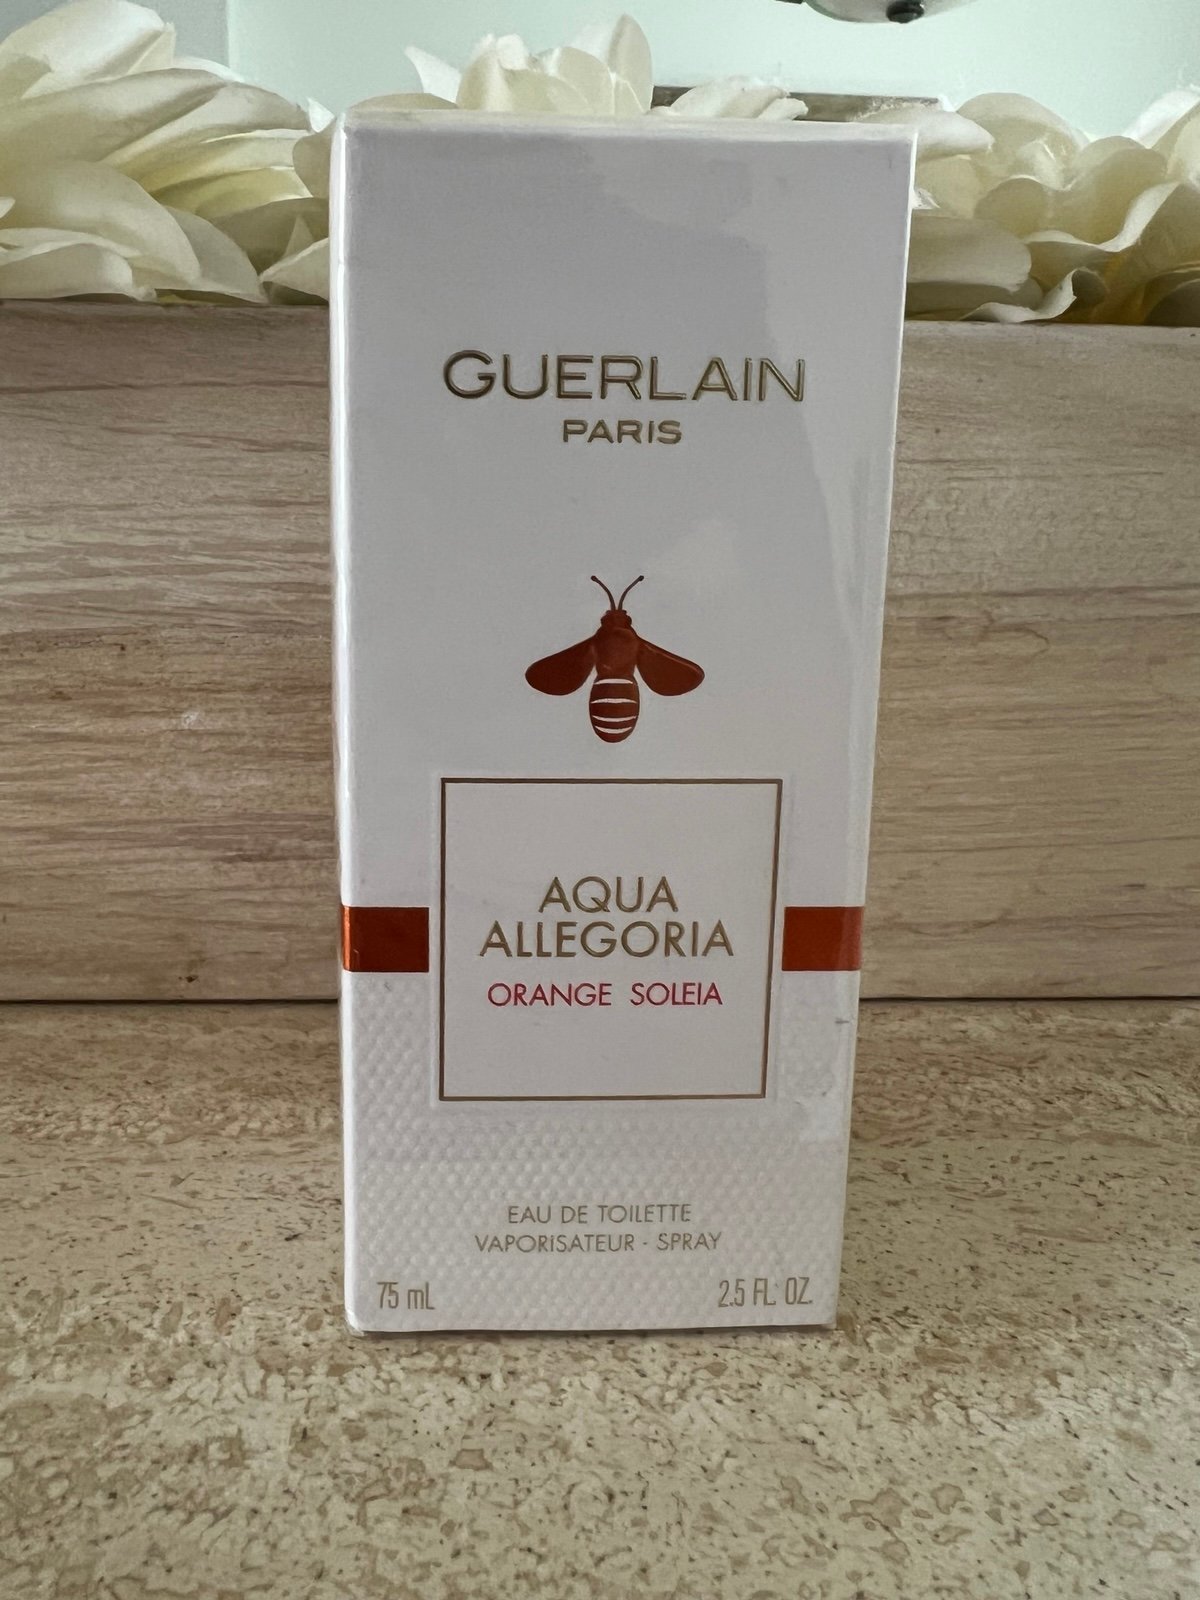 GUERLAIN
PARIS
AQUA
ALLEGORIA
ORANGE SOLEIA
EAU DE TOILETTE
VAPORISATEUR - SPRAY
75 mL 2.5 FL. OZ.